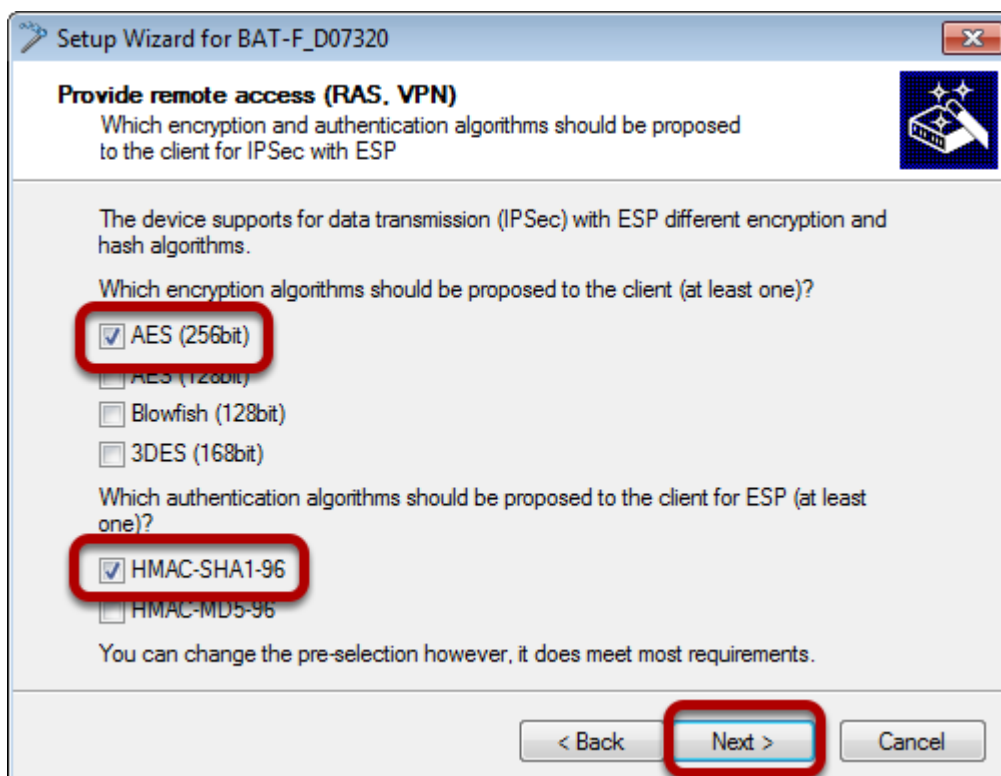 Setup Wizard for BAT-F_D07320
Provide remote access (RAS, VPN)
Which encryption and authentication algorithms should be proposed
to the client for IPSec with ESP
The device supports for data transmission (IPSec) with ESP different encryption and
hash algorithms.
Which encryption algorithms should be proposed to the client (at least one)?
AES (256bit)
AES (128bit)
Blowfish (128bit)
3DES (168bit)
Which authentication algorithms should be proposed to the client for ESP (at least
one)?
HMAC-SHA1-96
HMAC-MD5-96
You can change the pre-selection however, it does meet most requirements.
< Back
Next >
Cancel